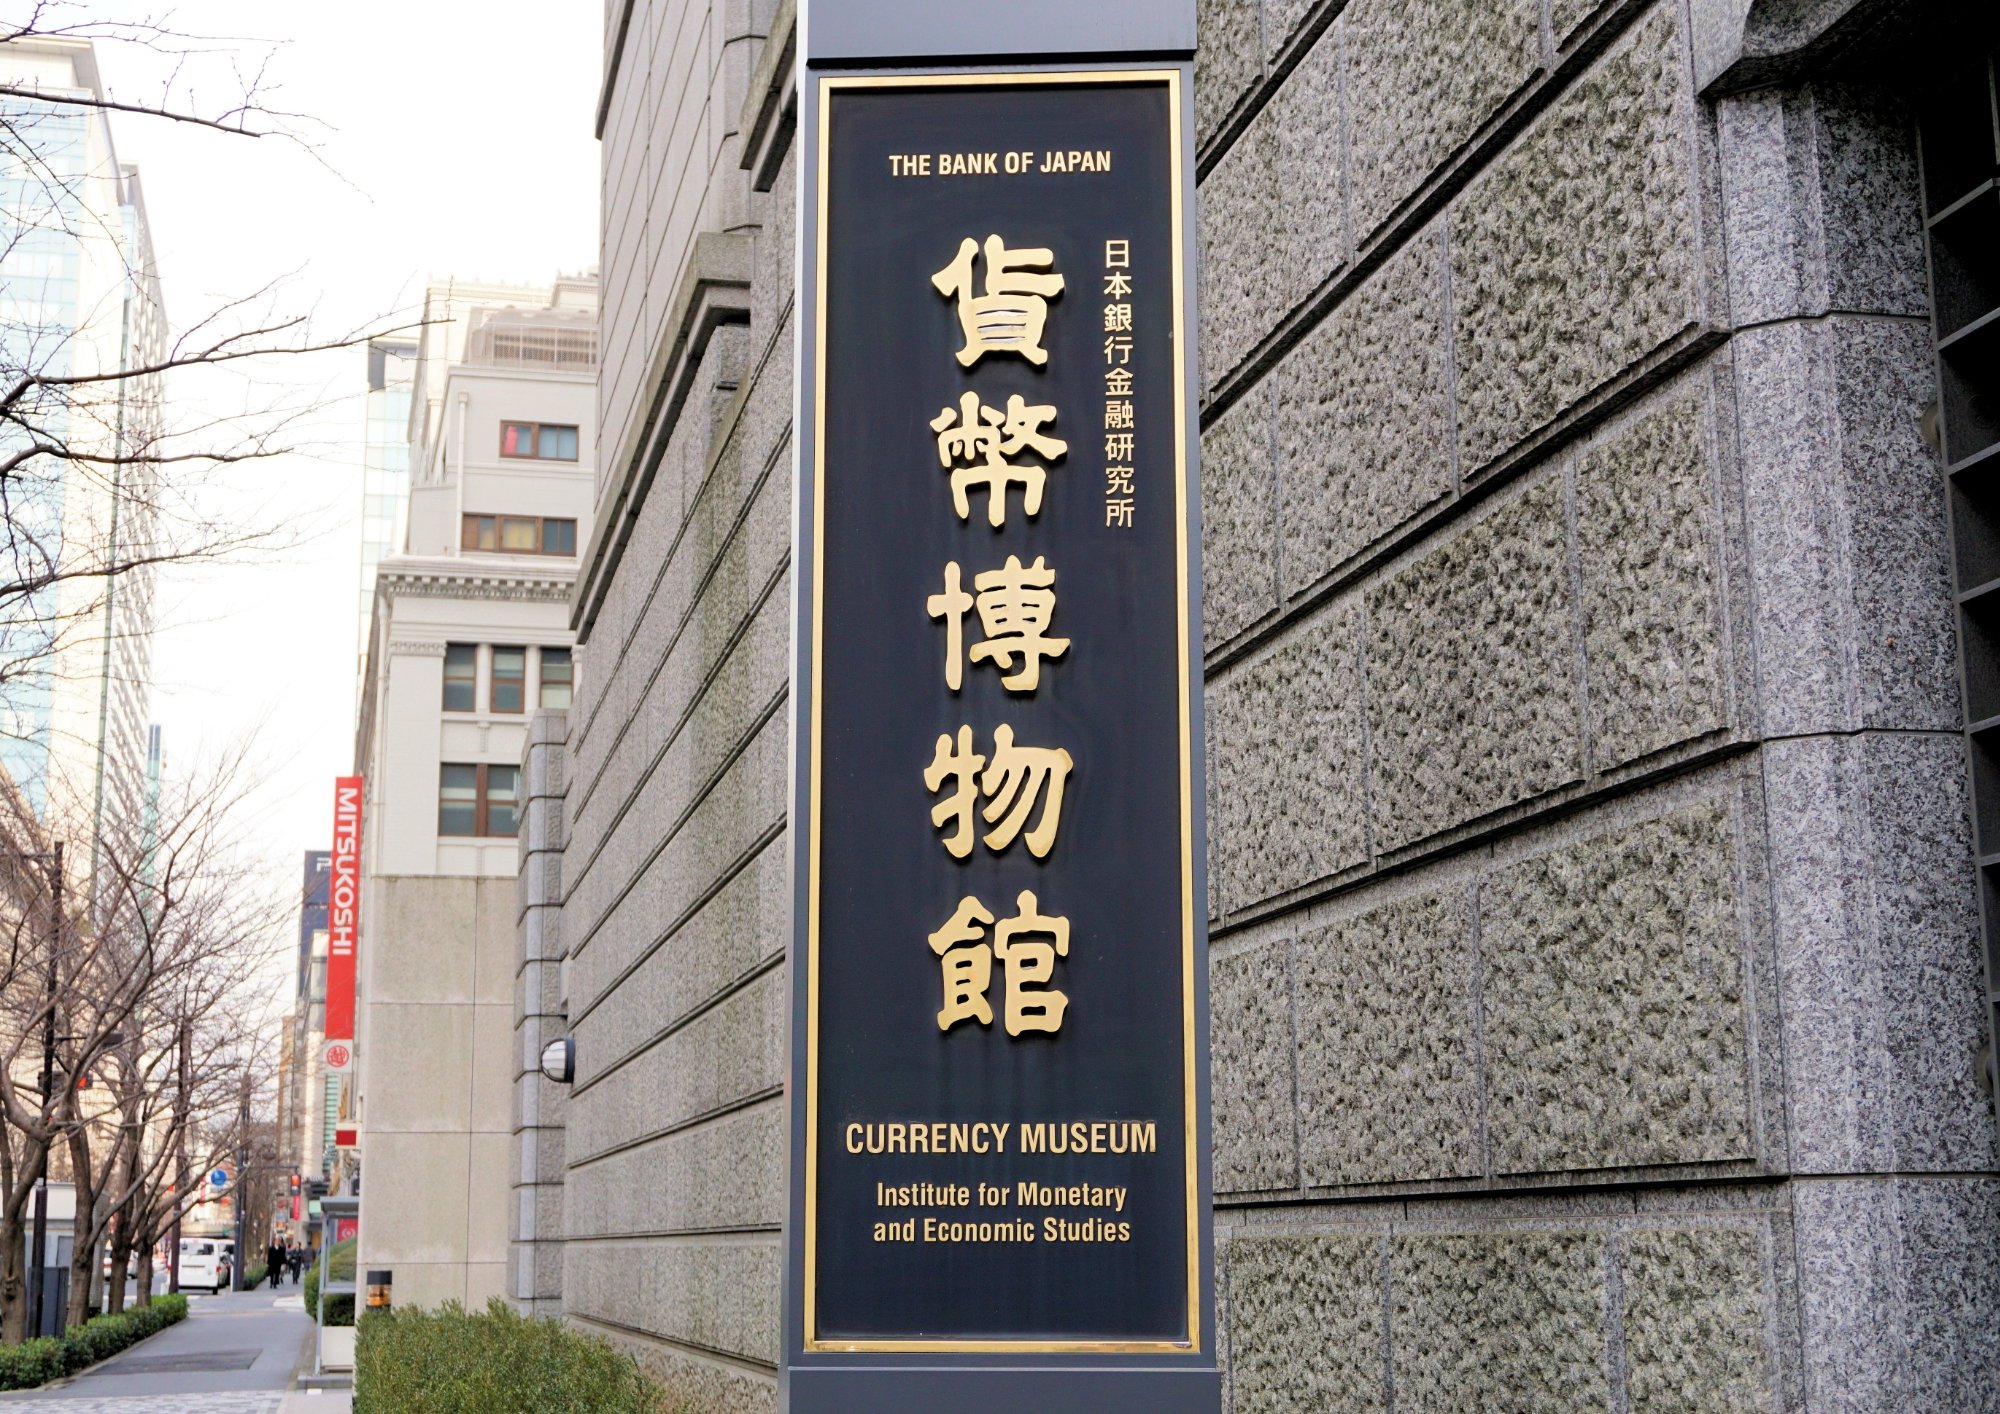 THE BANK OF JAPAN
日本銀行金融研究所
貨幣博物館
CURRENCY MUSEUM
Institute for Monetary
and Economic Studies
MITSUKOSHI
越